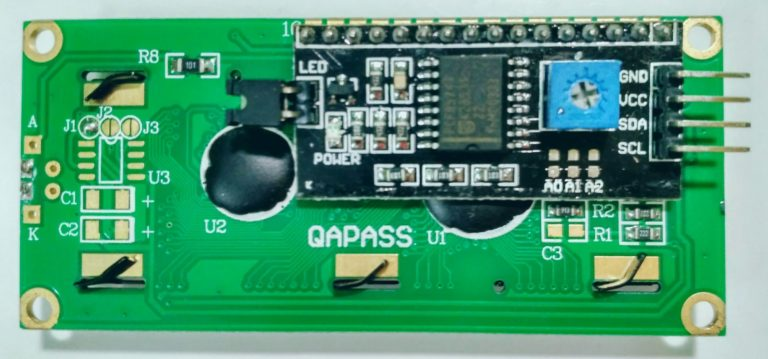 16
R8
101
LED
GND
VCC
SDA
SCL
A
J1
J2
J3
U3
POWER
A0 A1 A2
C1 +
C2 +
K
U2
QAPASS
U1
C3
R2
R1